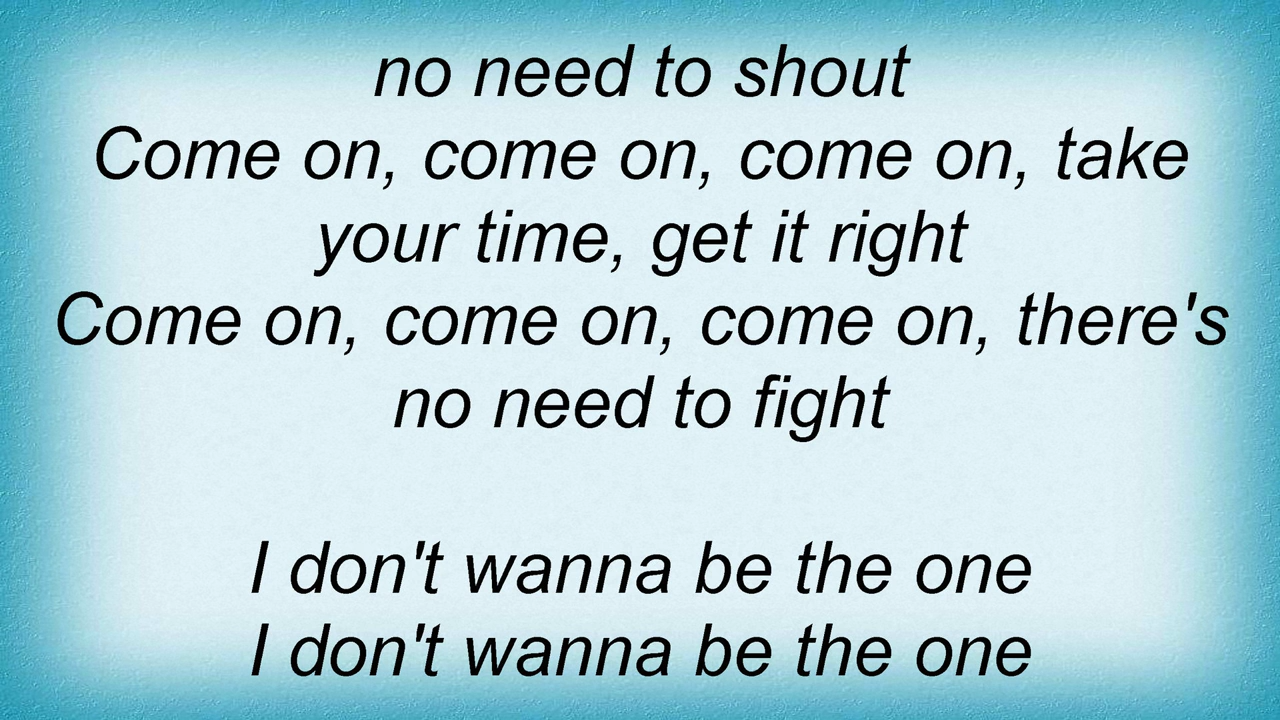 no need to shout
Come on, come on, come on, take
your time, get it right
Come on, come on, come on, there's
no need to fight
I don't wanna be the one
I don't wanna be the one